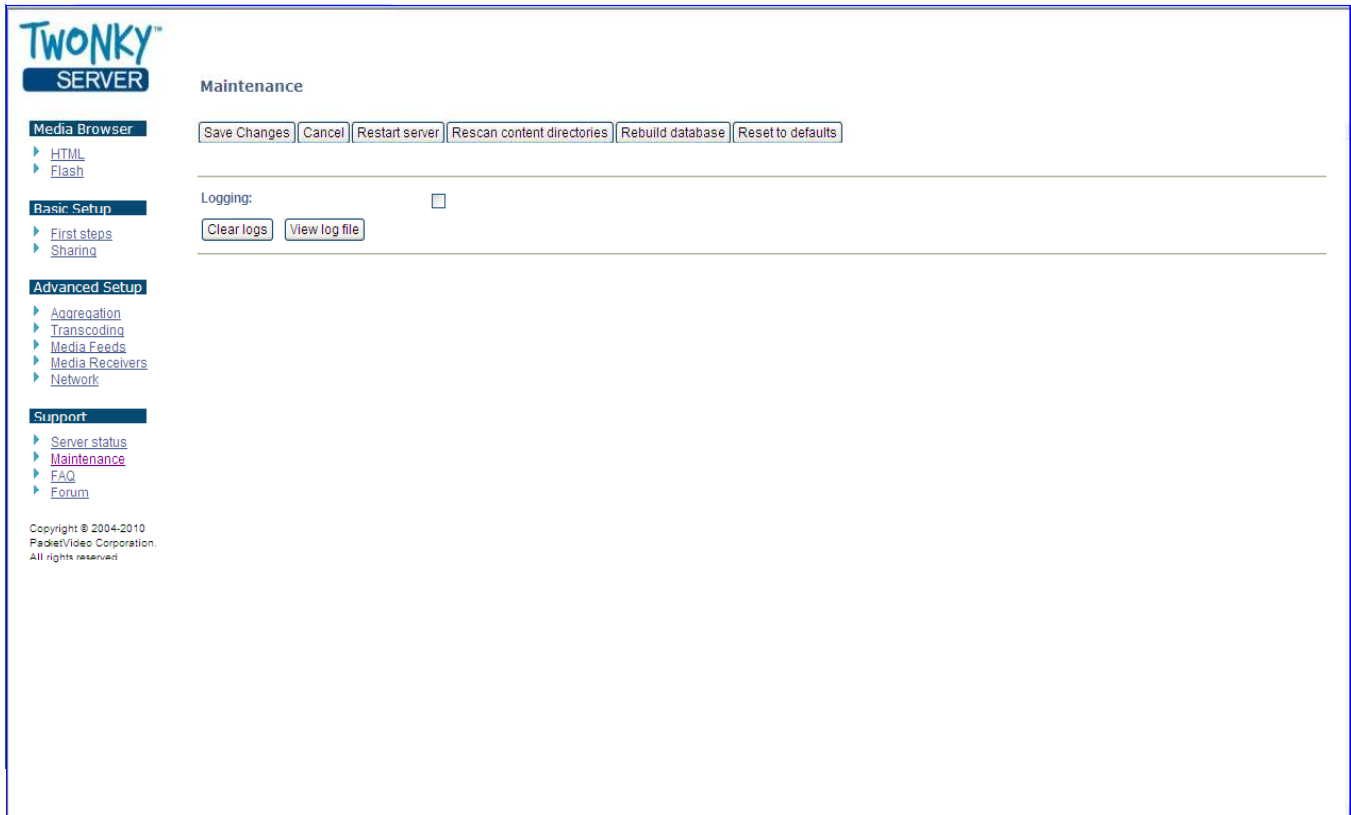 TWONKY™
SERVER
Maintenance
Media Browser
HTML
Flash
Save Changes Cancel Restart server Rescan content directories Rebuild database Reset to defaults
Basic Setup
First steps
Sharing
Logging:
Clear logs View log file
Advanced Setup
Aggregation
Transcoding
Media Feeds
Media Receivers
Network
Support
Server status
Maintenance
FAQ
Forum
Copyright © 2004-2010
PacketVideo Corporation.
All rights reserved